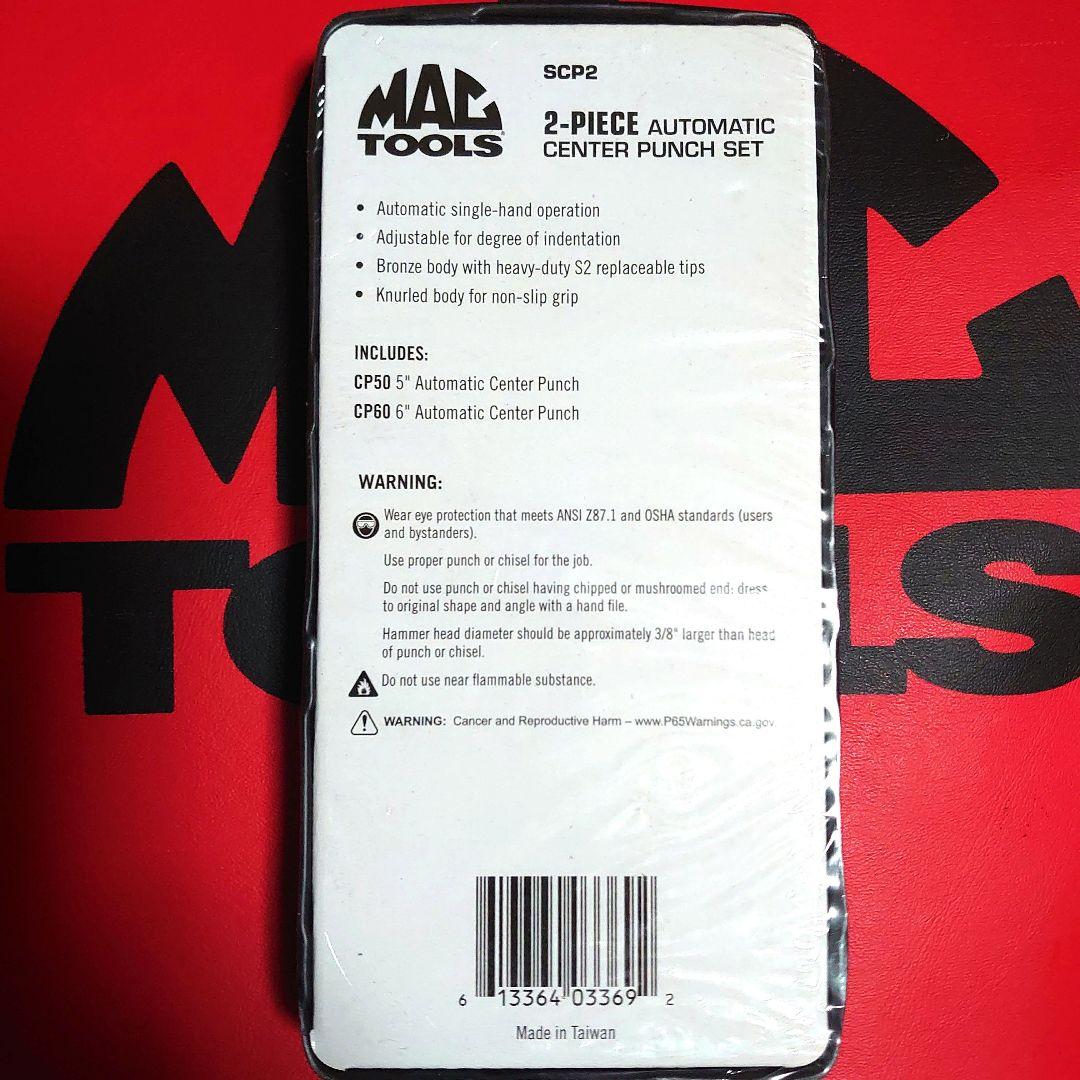 MAC
TOOLS
SCP2
2-PIECE AUTOMATIC
CENTER PUNCH SET
• Automatic single-hand operation
• Adjustable for degree of indentation
• Bronze body with heavy-duty S2 replaceable tips
• Knurled body for non-slip grip
INCLUDES:
CP50 5" Automatic Center Punch
CP60 6" Automatic Center Punch
WARNING:
Wear eye protection that meets ANSI Z87.1 and OSHA standards (users
and bystanders).
Use proper punch or chisel for the job.
Do not use punch or chisel having chipped or mushroomed end: dress
to original shape and angle with a hand file.
Hammer head diameter should be approximately 3/8" larger than head
of punch or chisel.
Do not use near flammable substance.
WARNING: Cancer and Reproductive Harm – www.P65Warnings.ca.gov
6 13364 03369 2
Made in Taiwan
MAC
TOOLS